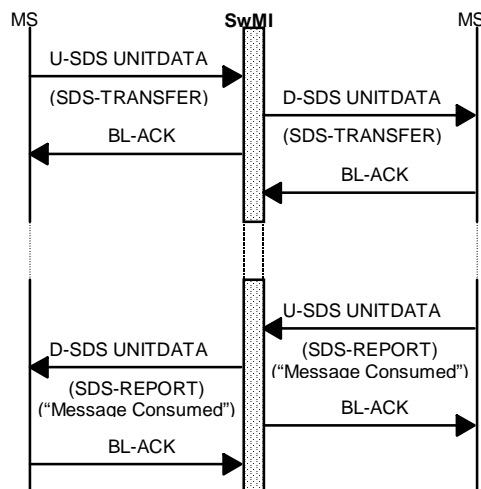 MS SwMI MS
U-SDS UNITDATA
(SDS-TRANSFER)
D-SDS UNITDATA
(SDS-TRANSFER)
BL-ACK
BL-ACK
U-SDS UNITDATA
(SDS-REPORT)
("Message Consumed")
D-SDS UNITDATA
(SDS-REPORT)
("Message Consumed")
BL-ACK
BL-ACK